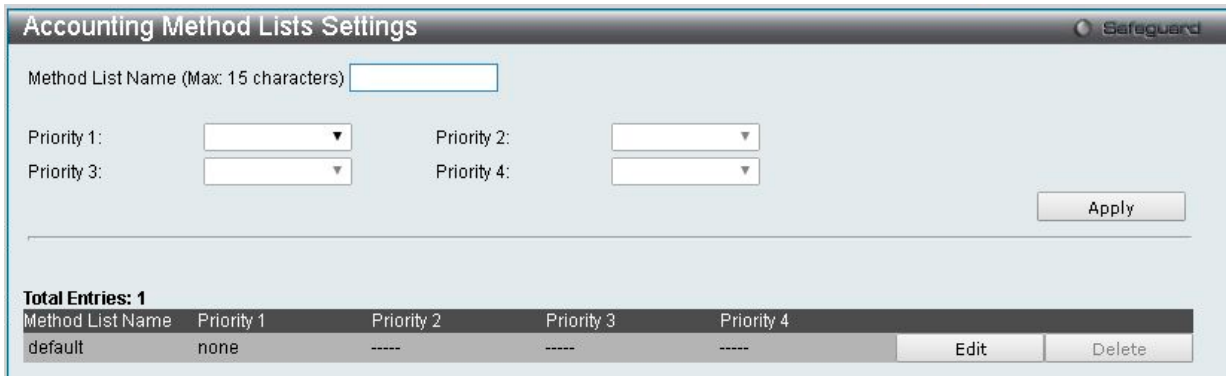 Accounting Method Lists Settings
Safeguard
Method List Name (Max: 15 characters)
Priority 1:
Priority 2:
Priority 3:
Priority 4:
Apply
Total Entries: 1
Method List Name Priority 1 Priority 2 Priority 3 Priority 4
default none ----- ----- ----- Edit Delete